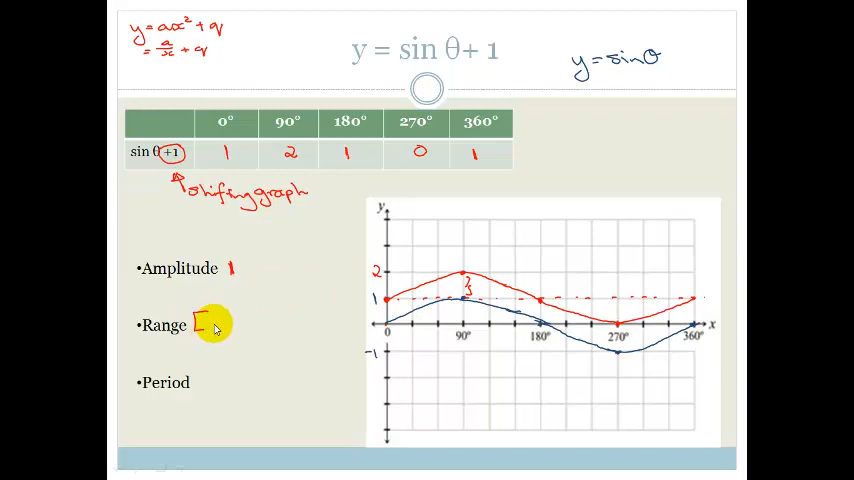 y = ax² + q
= a/x + q
y = sin θ+ 1
y = sinθ
0° 90° 180° 270° 360°
sin θ +1 1 2 1 0 1
shifting graph
•Amplitude 1
•Range [
•Period
y
2
1
0 90° 180° 270° 360° x
-1